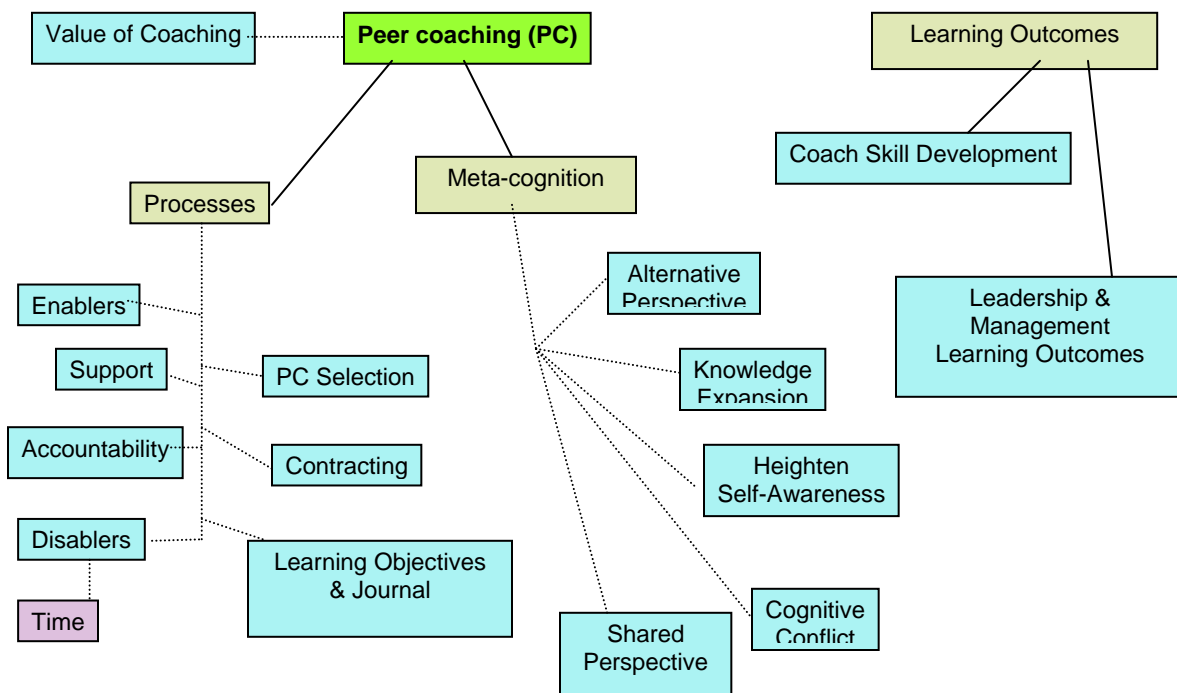 Value of Coaching
Peer coaching (PC)
Learning Outcomes
Coach Skill Development
Meta-cognition
Processes
Alternative
Perspective
Enablers
Leadership &
Management
Learning Outcomes
Support
PC Selection
Knowledge
Expansion
Accountability
Contracting
Heighten
Self-Awareness
Disablers
Learning Objectives
& Journal
Time
Shared
Perspective
Cognitive
Conflict